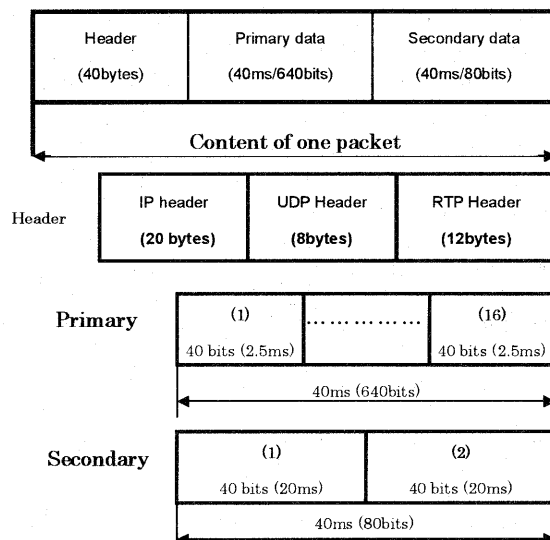 Header Primary data Secondary data
(40bytes) (40ms/640bits) (40ms/80bits)
Content of one packet
Header
IP header UDP Header RTP Header
(20 bytes) (8bytes) (12bytes)
Primary
(1) …………… (16)
40 bits (2.5ms) 40 bits (2.5ms)
40ms (640bits)
Secondary
(1) (2)
40 bits (20ms) 40 bits (20ms)
40ms (80bits)